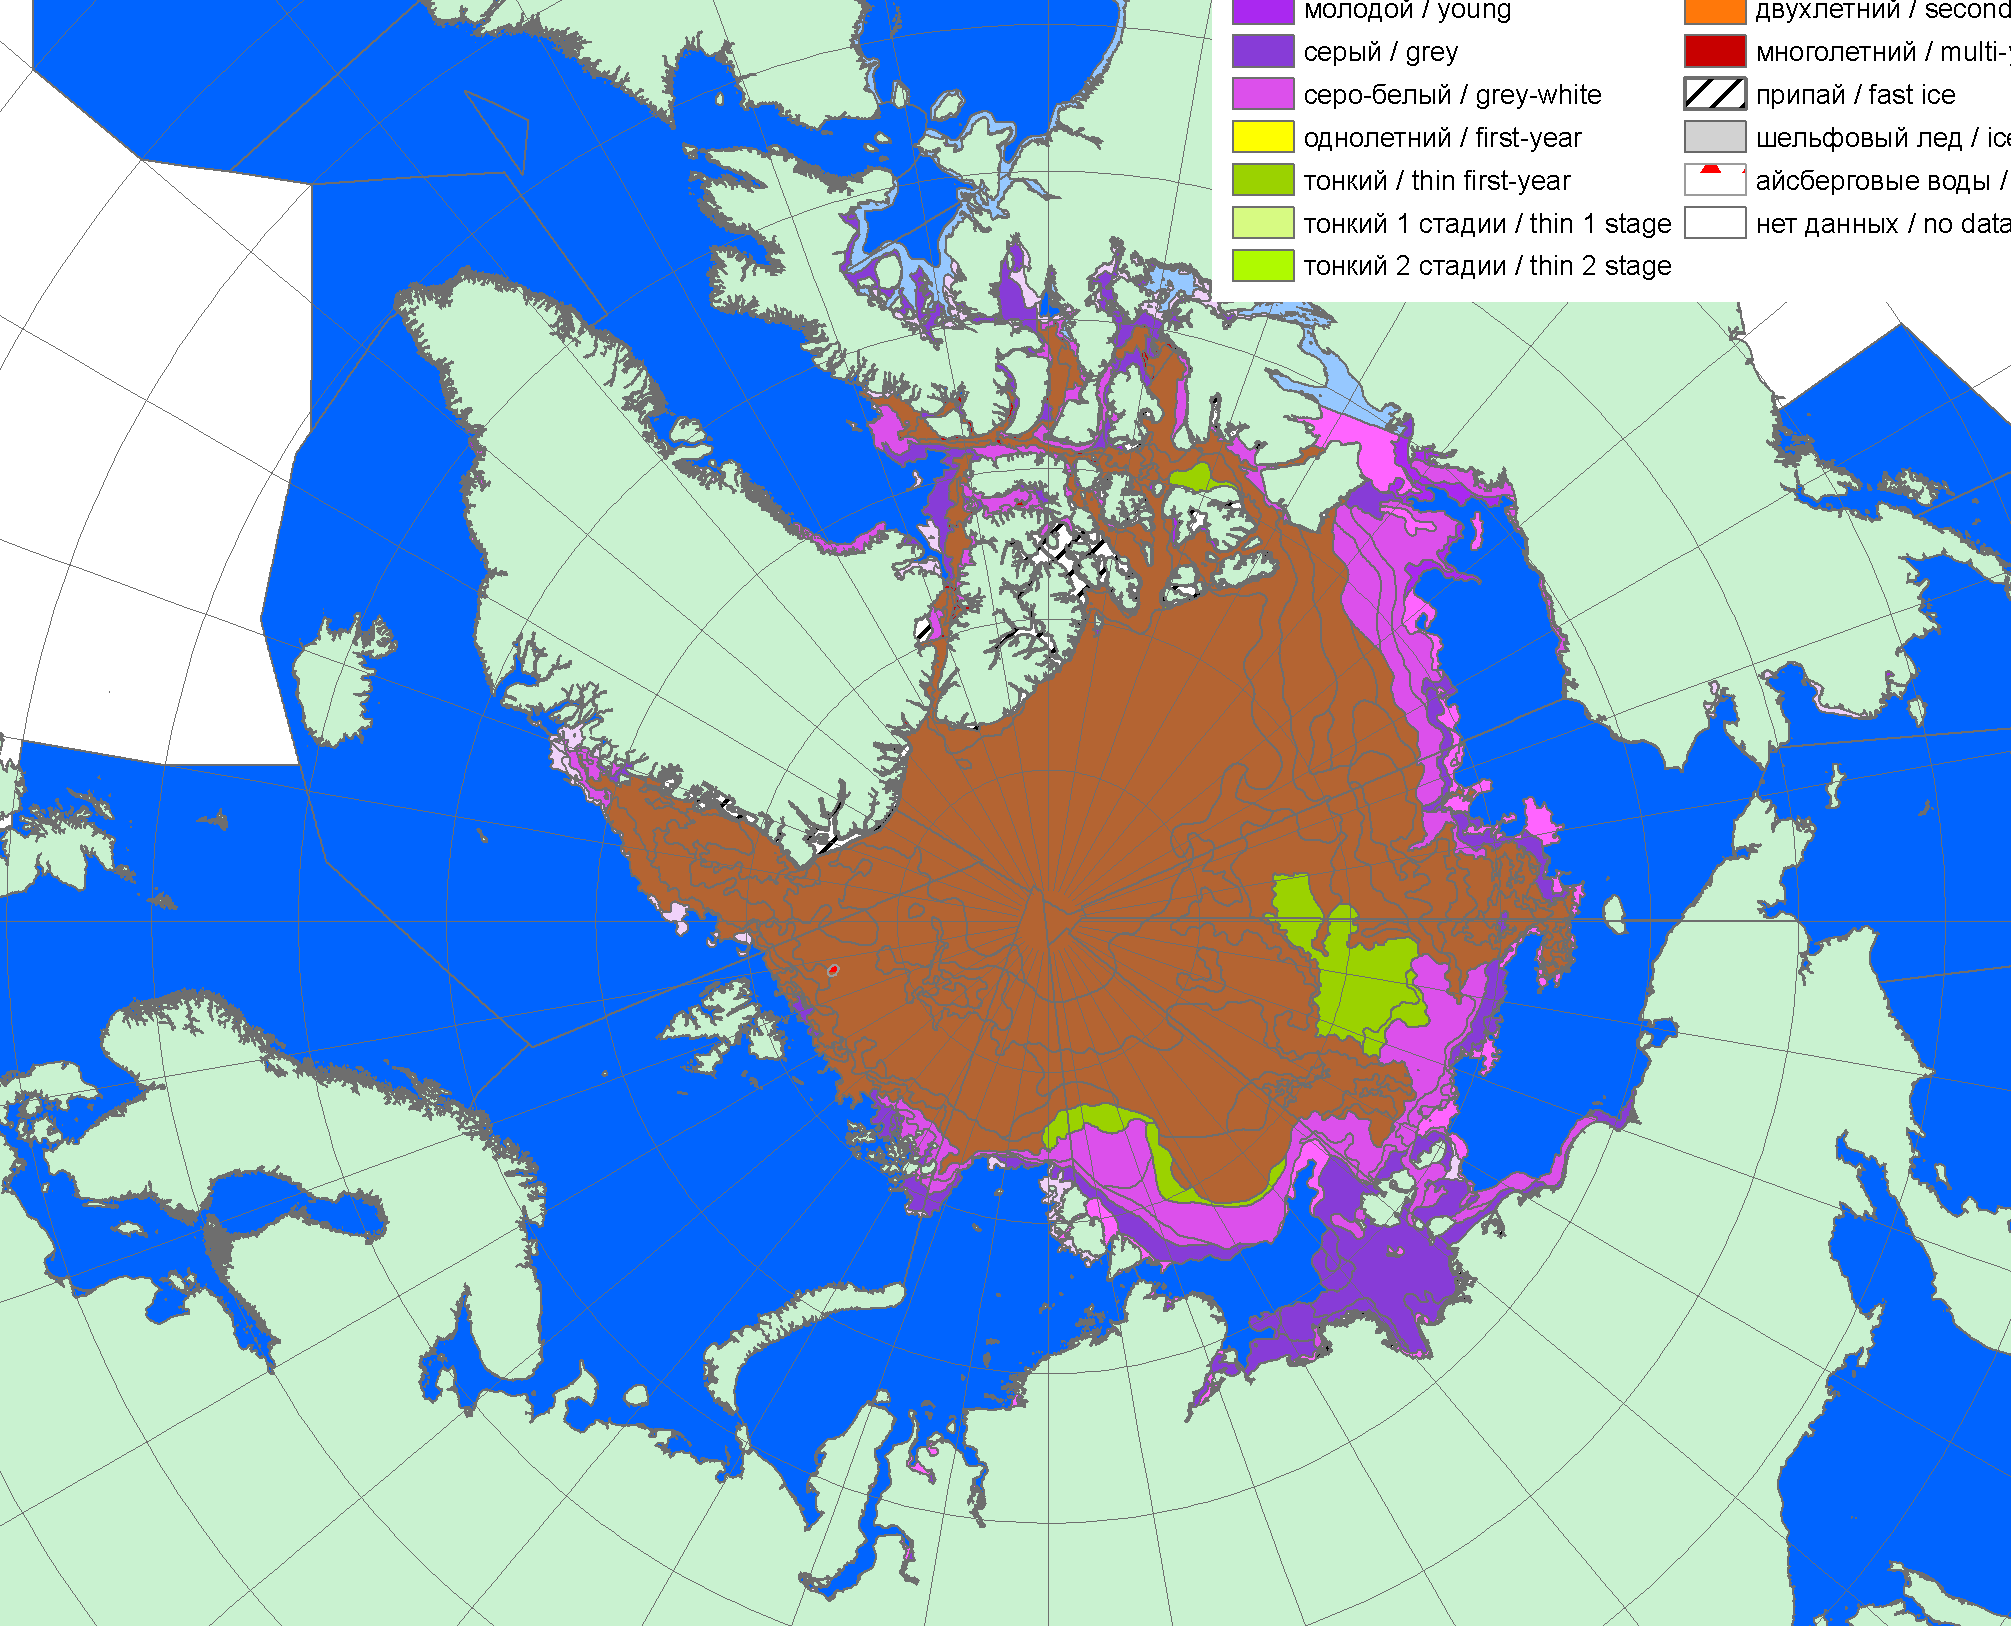 молодой / young
серый / grey
серо-белый / grey-white
однолетний / first-year
тонкий / thin first-year
тонкий 1 стадии / thin 1 stage
тонкий 2 стадии / thin 2 stage
двухлетний / second
многолетний / multi-
припай / fast ice
шельфовый лед / ice
айсберговые воды /
нет данных / no data